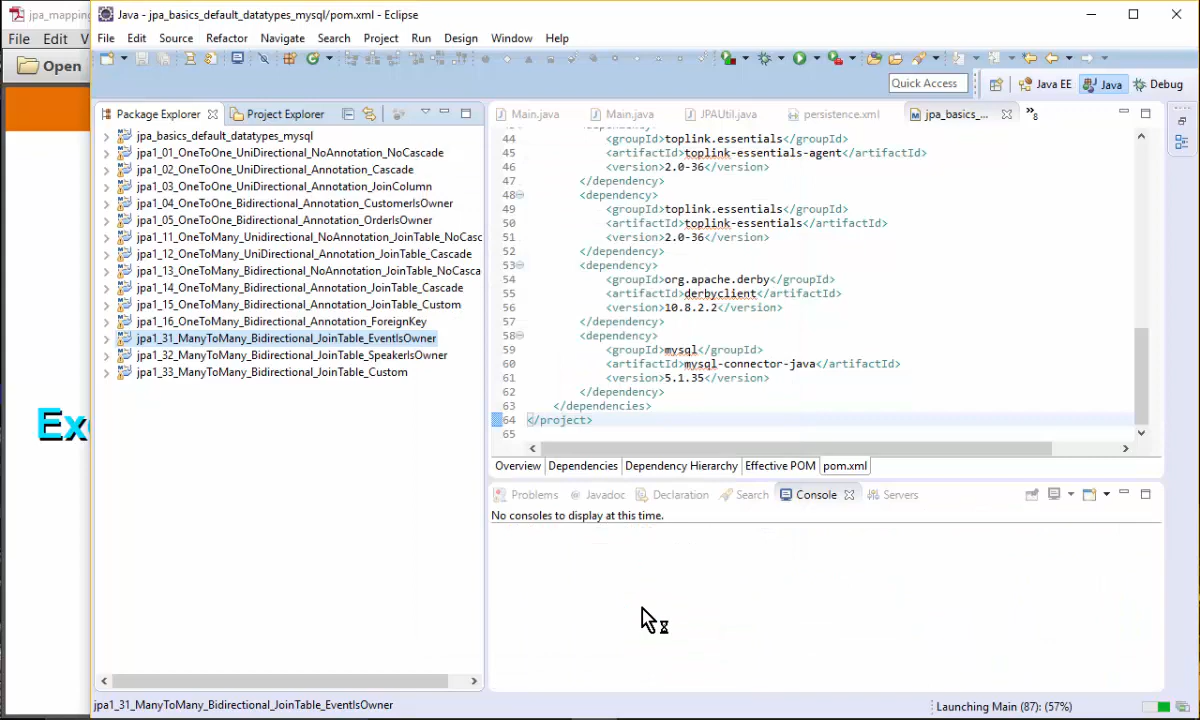 jpa_mapping
File Edit V
Open
Exe
Java - jpa_basics_default_datatypes_mysql/pom.xml - Eclipse
File Edit Source Refactor Navigate Search Project Run Design Window Help
Quick Access Java EE Java Debug
Package Explorer Project Explorer
jpa_basics_default_datatypes_mysql
jpa1_01_OneToOne_UniDirectional_NoAnnotation_NoCascade
jpa1_02_OneToOne_UniDirectional_Annotation_Cascade
jpa1_03_OneToOne_UniDirectional_Annotation_JoinColumn
jpa1_04_OneToOne_Bidirectional_Annotation_CustomerIsOwner
jpa1_05_OneToOne_Bidirectional_Annotation_OrderIsOwner
jpa1_11_OneToMany_Unidirectional_NoAnnotation_JoinTable_NoCasc
jpa1_12_OneToMany_UniDirectional_Annotation_JoinTable_Cascade
jpa1_13_OneToMany_Bidirectional_NoAnnotation_JoinTable_NoCasca
jpa1_14_OneToMany_Bidirectional_Annotation_JoinTable_Cascade
jpa1_15_OneToMany_Bidirectional_Annotation_JoinTable_Custom
jpa1_16_OneToMany_Bidirectional_Annotation_ForeignKey
jpa1_31_ManyToMany_Bidirectional_JoinTable_EventIsOwner
jpa1_32_ManyToMany_Bidirectional_JoinTable_SpeakerIsOwner
jpa1_33_ManyToMany_Bidirectional_JoinTable_Custom
Main.java Main.java JPAUtil.java persistence.xml jpa_basics_... »8
44 <groupId>toplink.essentials</groupId>
45 <artifactId>toplink-essentials-agent</artifactId>
46 <version>2.0-36</version>
47 </dependency>
48 <dependency>
49 <groupId>toplink.essentials</groupId>
50 <artifactId>toplink-essentials</artifactId>
51 <version>2.0-36</version>
52 </dependency>
53 <dependency>
54 <groupId>org.apache.derby</groupId>
55 <artifactId>derbyclient</artifactId>
56 <version>10.8.2.2</version>
57 </dependency>
58 <dependency>
59 <groupId>mysql</groupId>
60 <artifactId>mysql-connector-java</artifactId>
61 <version>5.1.35</version>
62 </dependency>
63 </dependencies>
64 </project>
65
Overview Dependencies Dependency Hierarchy Effective POM pom.xml
Problems @ Javadoc Declaration Search Console Servers
No consoles to display at this time.
jpa1_31_ManyToMany_Bidirectional_JoinTable_EventIsOwner
Launching Main (87): (57%)